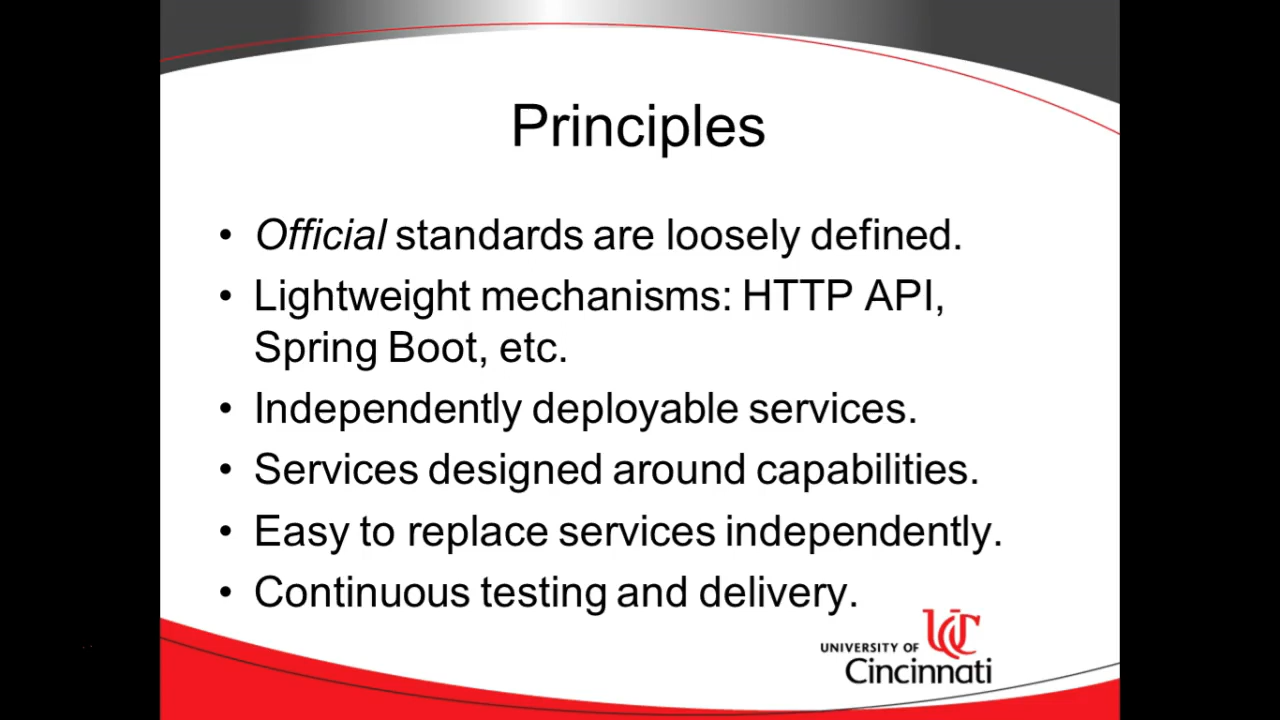 Principles
• Official standards are loosely defined.
• Lightweight mechanisms: HTTP API,
Spring Boot, etc.
• Independently deployable services.
• Services designed around capabilities.
• Easy to replace services independently.
• Continuous testing and delivery.
UC
UNIVERSITY OF
Cincinnati